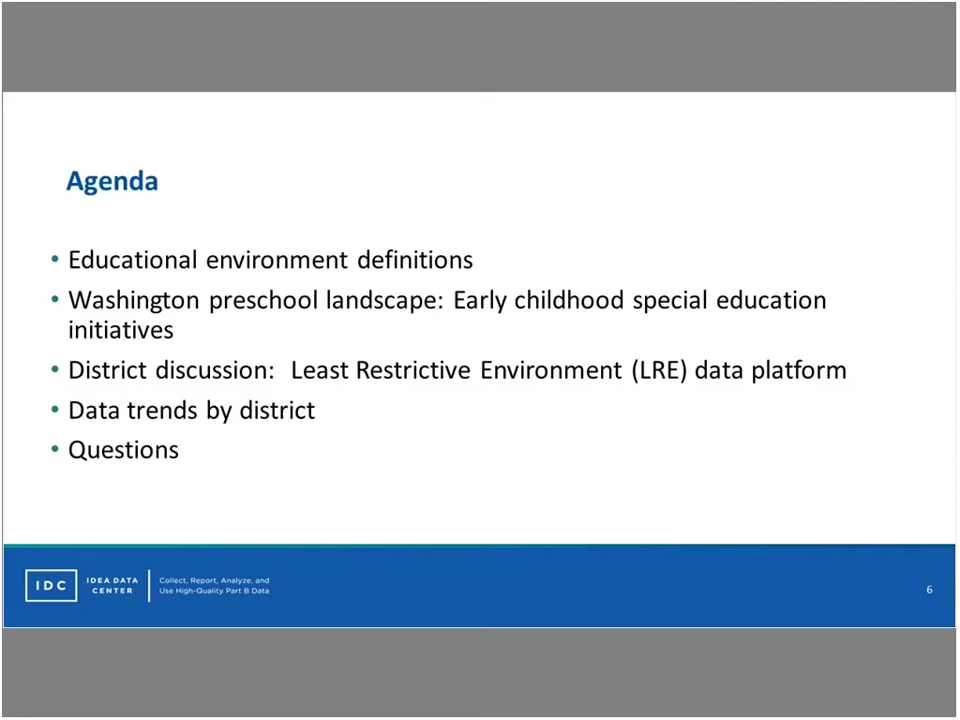 Agenda
• Educational environment definitions
• Washington preschool landscape: Early childhood special education
initiatives
• District discussion:  Least Restrictive Environment (LRE) data platform
• Data trends by district
• Questions
IDC
IDEA DATA
CENTER
Collect, Report, Analyze, and
Use High-Quality Part B Data
6